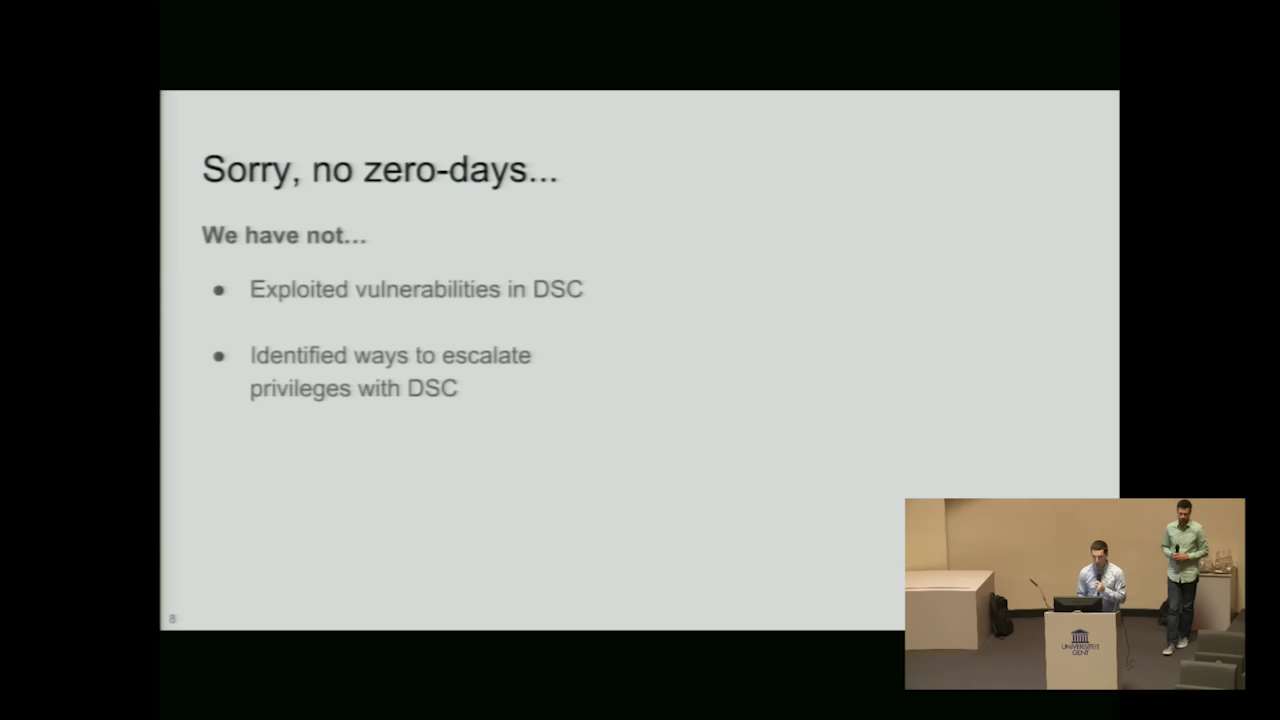 Sorry, no zero-days...
We have not...
● Exploited vulnerabilities in DSC
● Identified ways to escalate
privileges with DSC
8
UNIVERSITEIT
GENT